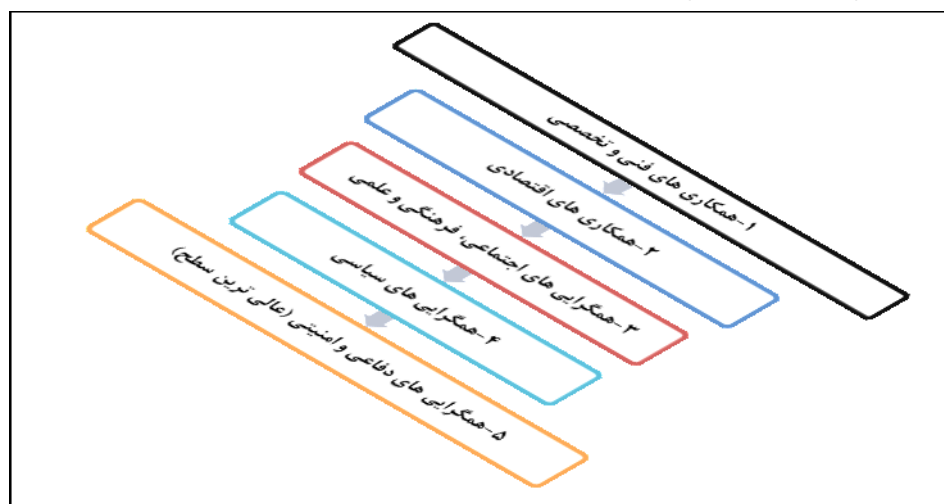 ۱-همکاری های فنی و تخصصی
۲-همکاری های اقتصادی
۳-همگرایی های اجتماعی، فرهنگی و علمی
۴-همگرایی های سیاسی
۵-همگرایی های دفاعی و امنیتی (عالی ترین سطح)